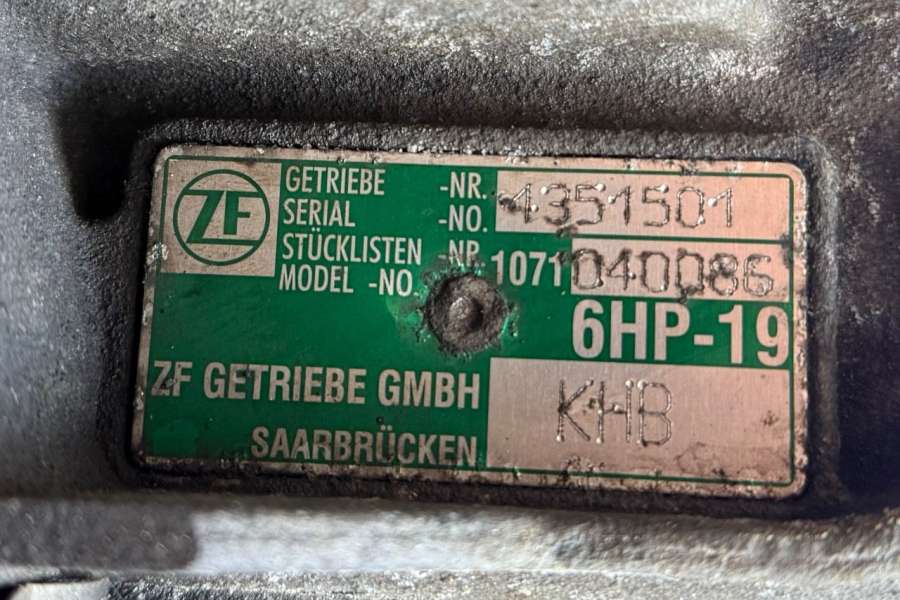 ZF
GETRIEBE -NR. 4351501
SERIAL -NO.
STÜCKLISTEN -NR. 1071 040086
MODEL -NO.
6HP-19
ZF GETRIEBE GMBH
KHB
SAARBRÜCKEN